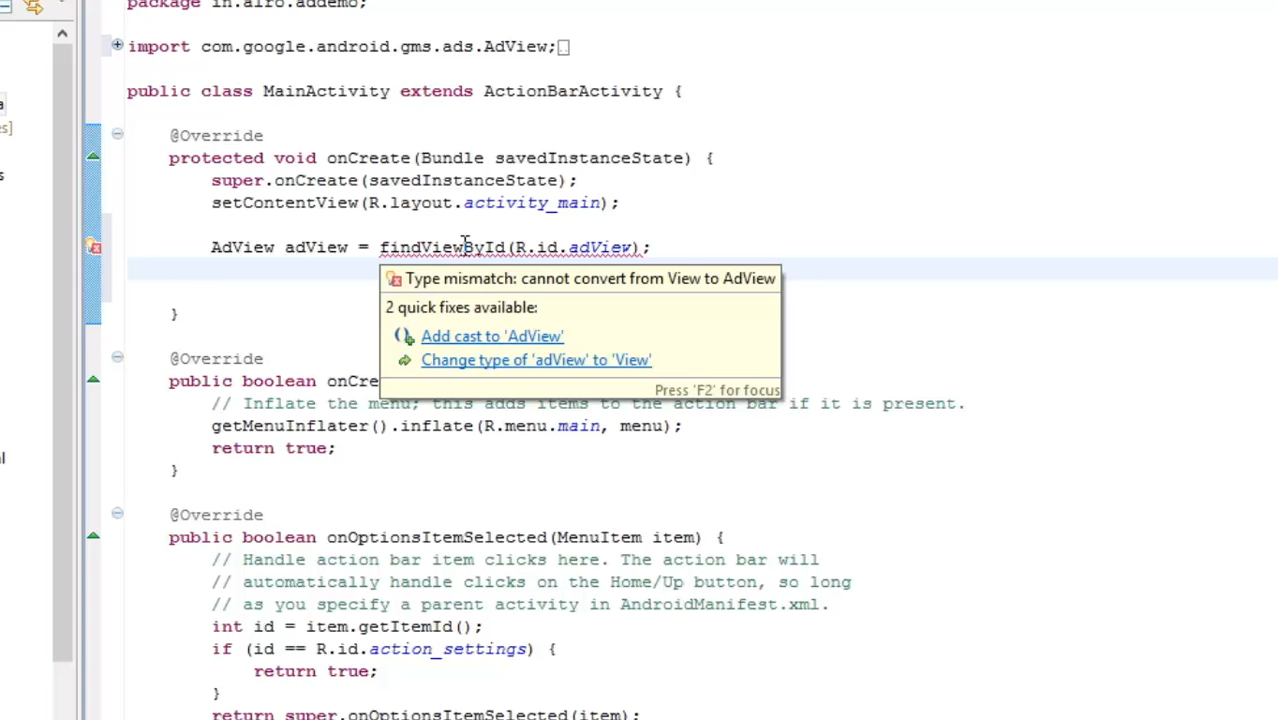 package in.alro.addemo;
import com.google.android.gms.ads.AdView;
public class MainActivity extends ActionBarActivity {
@Override
protected void onCreate(Bundle savedInstanceState) {
super.onCreate(savedInstanceState);
setContentView(R.layout.activity_main);
AdView adView = findViewById(R.id.adView);
Type mismatch: cannot convert from View to AdView
2 quick fixes available:
Add cast to 'AdView'
Change type of 'adView' to 'View'
Press 'F2' for focus
}
@Override
public boolean onCre
// Inflate the menu; this adds items to the action bar if it is present.
getMenuInflater().inflate(R.menu.main, menu);
return true;
}
@Override
public boolean onOptionsItemSelected(MenuItem item) {
// Handle action bar item clicks here. The action bar will
// automatically handle clicks on the Home/Up button, so long
// as you specify a parent activity in AndroidManifest.xml.
int id = item.getItemId();
if (id == R.id.action_settings) {
return true;
}
return super.onOptionsItemSelected(item);